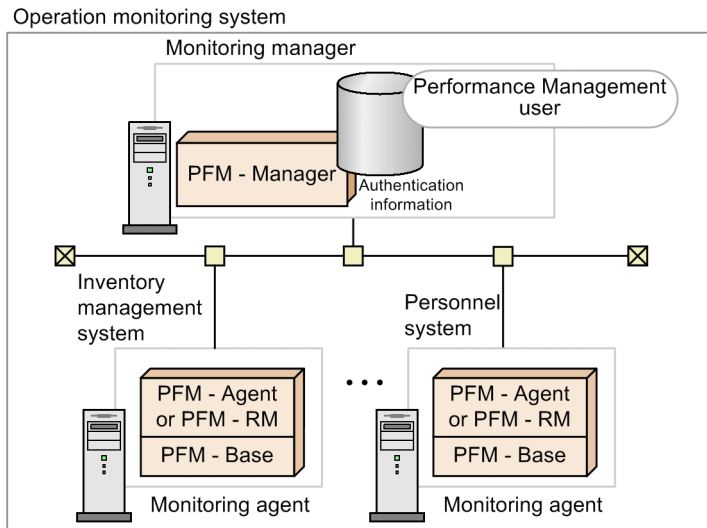 Operation monitoring system
Monitoring manager
Performance Management
user
PFM - Manager
Authentication
information
Inventory
management
system
Personnel
system
PFM - Agent
or PFM - RM
PFM - Base
Monitoring agent
PFM - Agent
or PFM - RM
PFM - Base
Monitoring agent